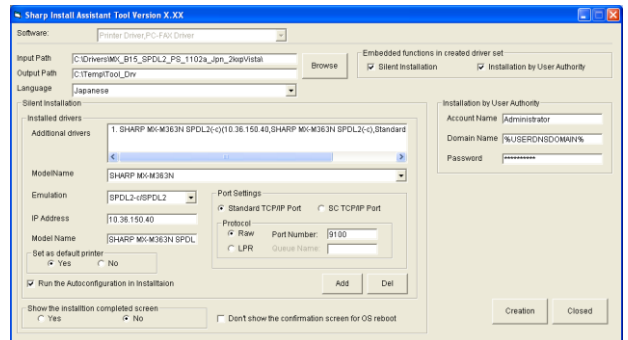 Sharp Install Assistant Tool Version X.XX
Software: Printer Driver,PC-FAX Driver
Input Path C:\Drivers\MX_B15_SPDL2_PS_1102a_Jpn_2kxpVista\
Browse
Output Path C:\Temp\Tool_Drv
Language Japanese
Embedded functions in created driver set
Silent Installation Installation by User Authority
Silent Installation
Installed drivers
Additional drivers 1. SHARP MX-M363N SPDL2(-c)(10.36.150.40,SHARP MX-M363N SPDL2(-c),Standard
ModelName SHARP MX-M363N
Emulation SPDL2-c/SPDL2
IP Address 10.36.150.40
Model Name SHARP MX-M363N SPDL
Port Settings
Standard TCP/IP Port SC TCP/IP Port
Protocol
Raw Port Number: 9100
LPR Queue Name:
Set as default printer
Yes No
Run the Autoconfiguration in Installtaion
Add Del
Show the installtion completed screen
Yes No
Don't show the confirmation screen for OS reboot
Installation by User Authority
Account Name Administrator
Domain Name %USERDNSDOMAIN%
Password **********
Creation Closed